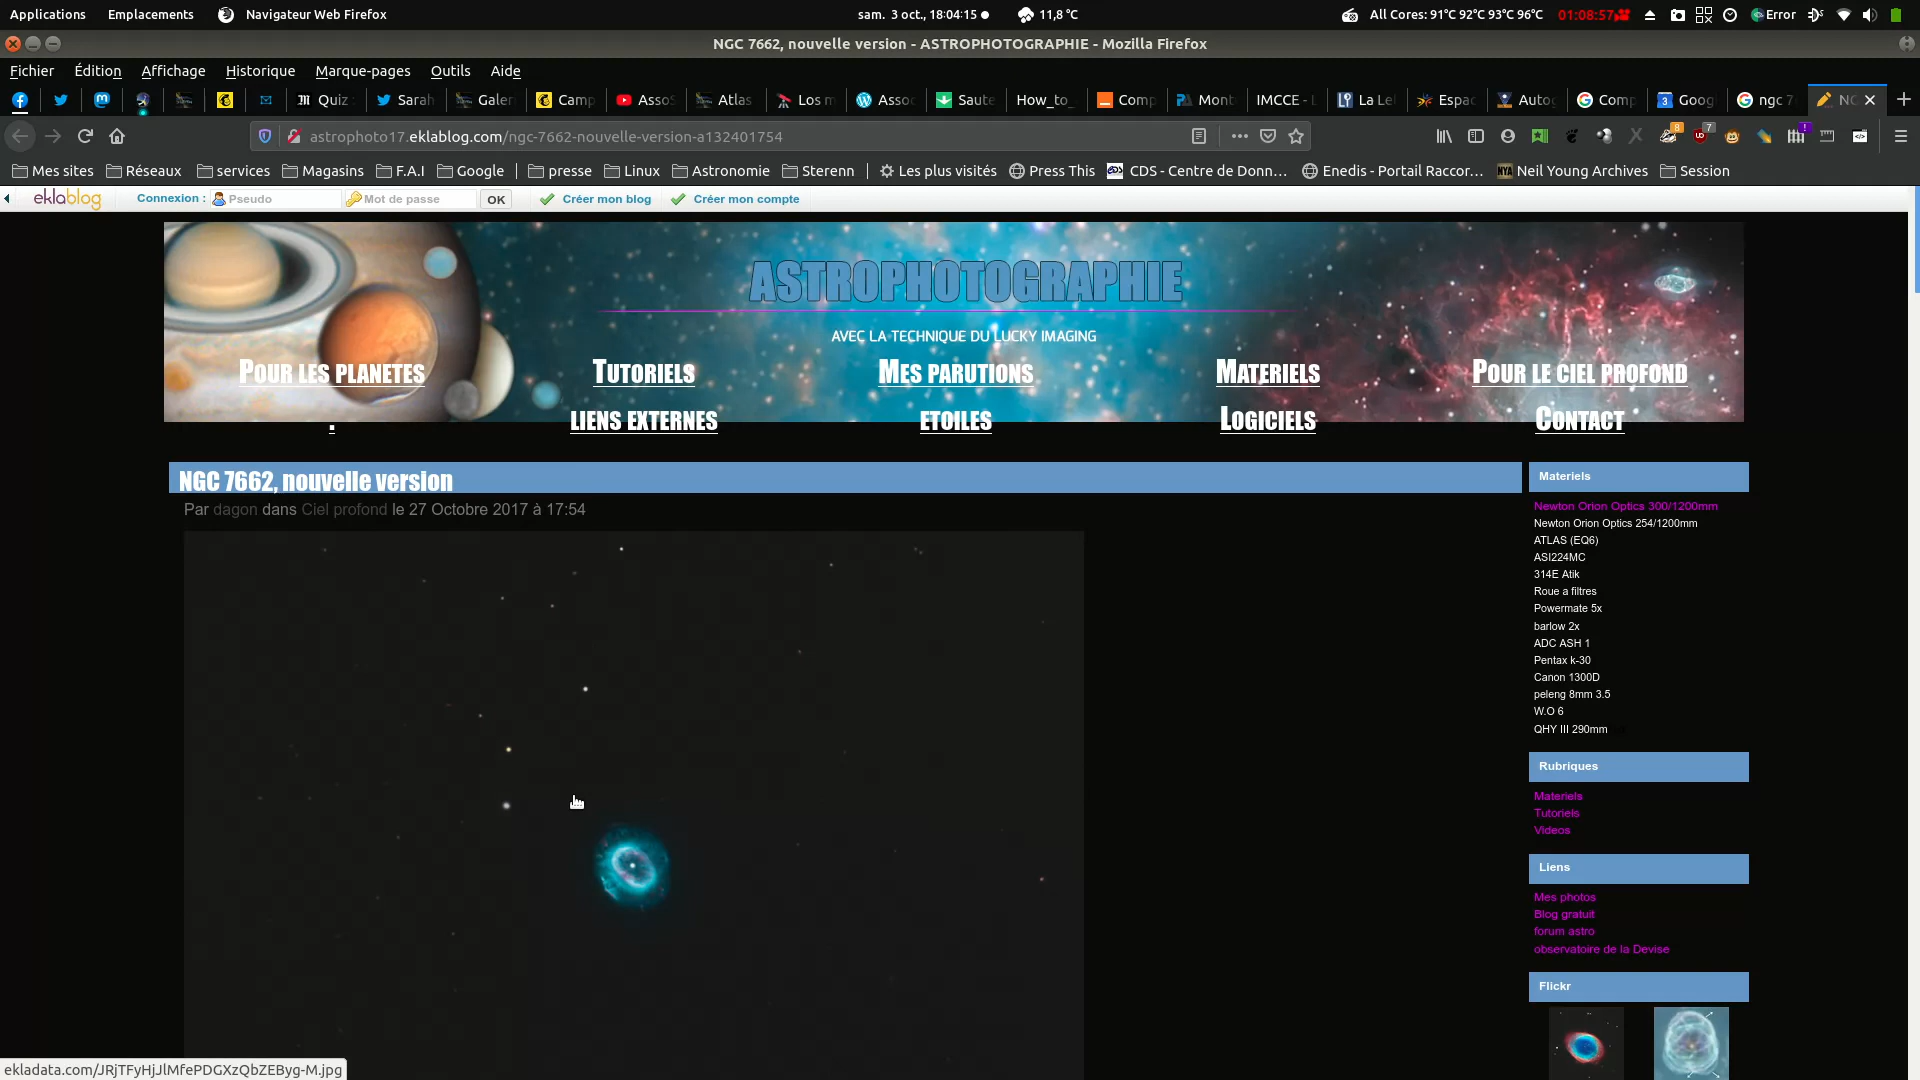 Applications Emplacements Navigateur Web Firefox sam. 3 oct., 18:04:15 11,8 °C All Cores: 91°C 92°C 93°C 96°C 01:08:57 Error
NGC 7662, nouvelle version - ASTROPHOTOGRAPHIE - Mozilla Firefox
Fichier Édition Affichage Historique Marque-pages Outils Aide
Quiz Sarah Galer Camp AssoS Atlas Los m Assoc Saute How_to_ Comp Mont IMCCE - L La Le Espac Autog Comp Goog ngc 7 NG
astrophoto17.eklablog.com/ngc-7662-nouvelle-version-a132401754
Mes sites Réseaux services Magasins F.A.I Google presse Linux Astronomie Sterenn Les plus visités Press This CDS - Centre de Donn… Enedis - Portail Raccor… Neil Young Archives Session
eklablog Connexion : Pseudo Mot de passe OK Créer mon blog Créer mon compte
ASTROPHOTOGRAPHIE
AVEC LA TECHNIQUE DU LUCKY IMAGING
POUR LES PLANETES TUTORIELS MES PARUTIONS MATERIELS POUR LE CIEL PROFOND
. LIENS EXTERNES ETOILES LOGICIELS CONTACT
NGC 7662, nouvelle version
Par dagon dans Ciel profond le 27 Octobre 2017 à 17:54
Materiels
Newton Orion Optics 300/1200mm
Newton Orion Optics 254/1200mm
ATLAS (EQ6)
ASI224MC
314E Atik
Roue a filtres
Powermate 5x
barlow 2x
ADC ASH 1
Pentax k-30
Canon 1300D
peleng 8mm 3.5
W.O 6
QHY III 290mm
Rubriques
Materiels
Tutoriels
Videos
Liens
Mes photos
Blog gratuit
forum astro
observatoire de la Devise
Flickr
ekladata.com/JRjTFyHjJlMfePDGXzQbZEByg-M.jpg